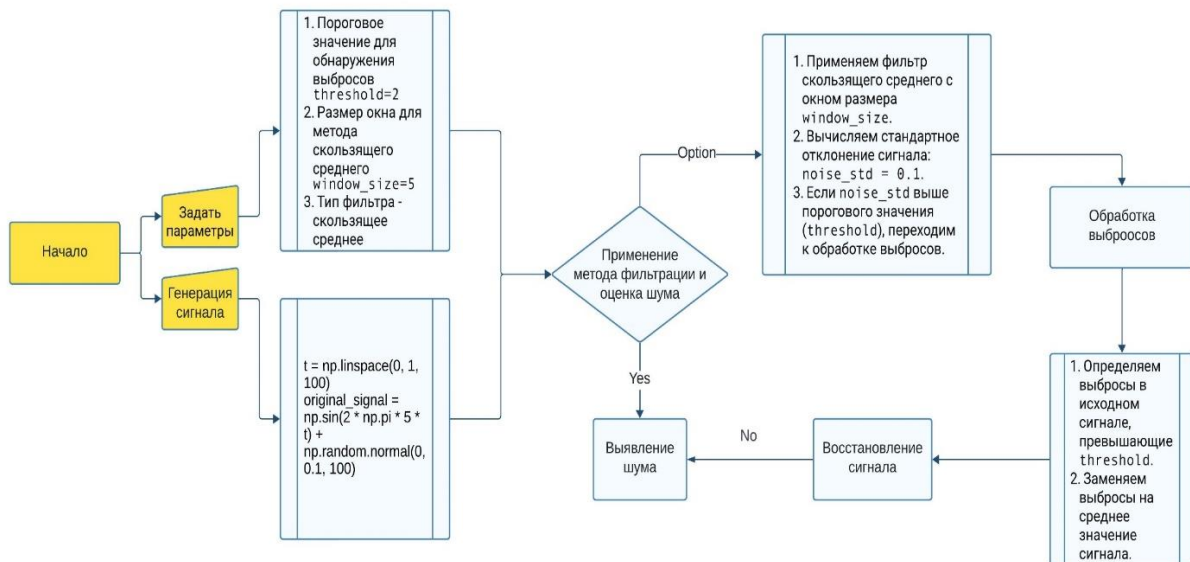 Начало
Задать
параметры
Генерация
сигнала
1. Пороговое
значение для
обнаружения
выбросов
threshold=2
2. Размер окна для
метода
скользящего
среднего
window_size=5
3. Тип фильтра -
скользящее
среднее
t = np.linspace(0, 1,
100)
original_signal =
np.sin(2 * np.pi * 5 *
t) +
np.random.normal(0,
0.1, 100)
Применение
метода фильтрации и
оценка шума
Option
1. Применяем фильтр
скользящего среднего с
окном размера
window_size.
2. Вычисляем стандартное
отклонение сигнала:
noise_std = 0.1.
3. Если noise_std выше
порогового значения
(threshold), переходим
к обработке выбросов.
Обработка
выброосов
1. Определяем
выбросы в
исходном
сигнале,
превышающие
threshold.
2. Заменяем
выбросы на
среднее
значение
сигнала.
Восстановление
сигнала
No
Yes
Выявление
шума